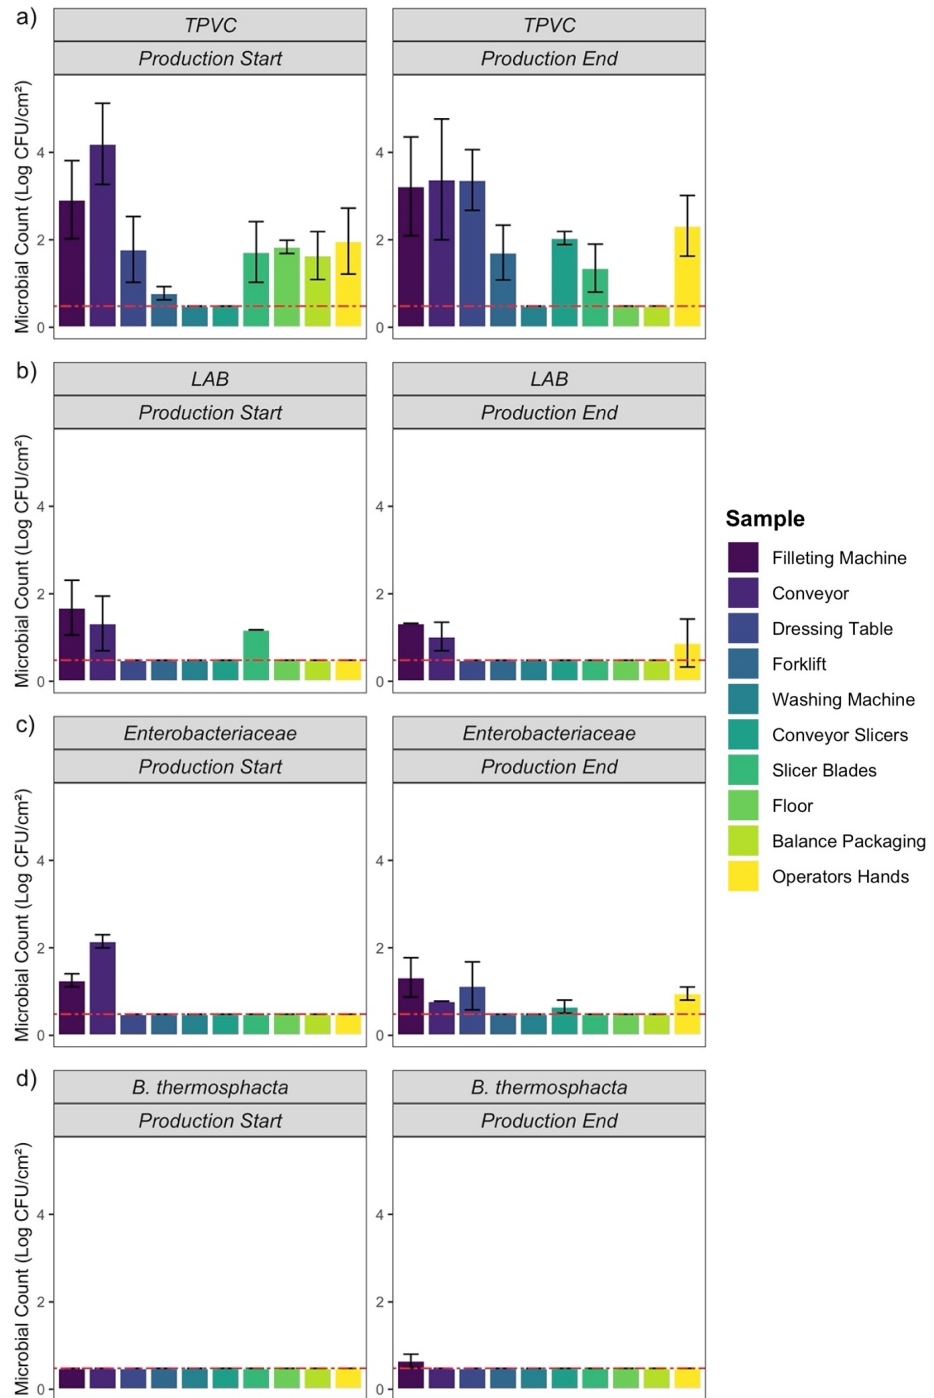 a)
TPVC
TPVC
Production Start
Production End
Microbial Count (Log CFU/cm²)
4
2
0
4
2
0
b)
LAB
LAB
Production Start
Production End
Microbial Count (Log CFU/cm²)
4
2
0
4
2
0
c)
Enterobacteriaceae
Enterobacteriaceae
Production Start
Production End
Microbial Count (Log CFU/cm²)
4
2
0
4
2
0
d)
B. thermosphacta
B. thermosphacta
Production Start
Production End
Microbial Count (Log CFU/cm²)
4
2
0
4
2
0
Sample
Filleting Machine
Conveyor
Dressing Table
Forklift
Washing Machine
Conveyor Slicers
Slicer Blades
Floor
Balance Packaging
Operators Hands